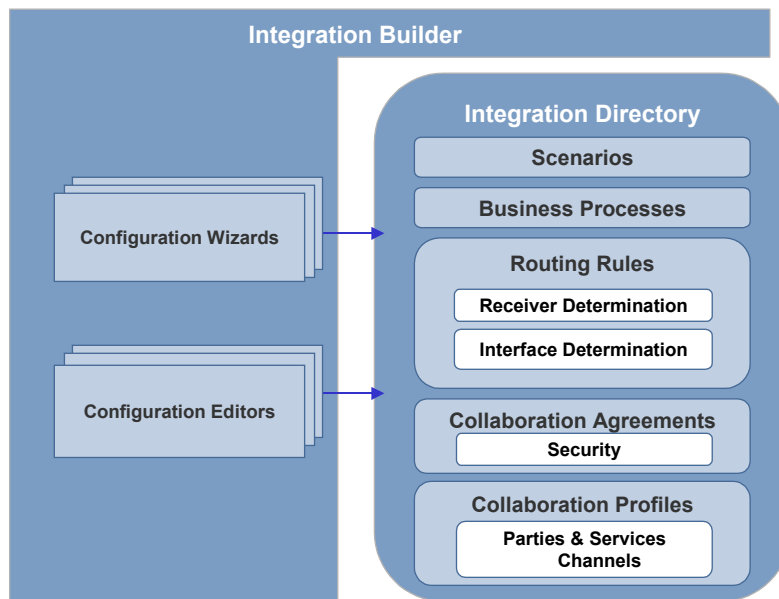 Integration Builder
Integration Directory
Scenarios
Business Processes
Configuration Wizards
Routing Rules
Receiver Determination
Interface Determination
Configuration Editors
Collaboration Agreements
Security
Collaboration Profiles
Parties & Services
Channels